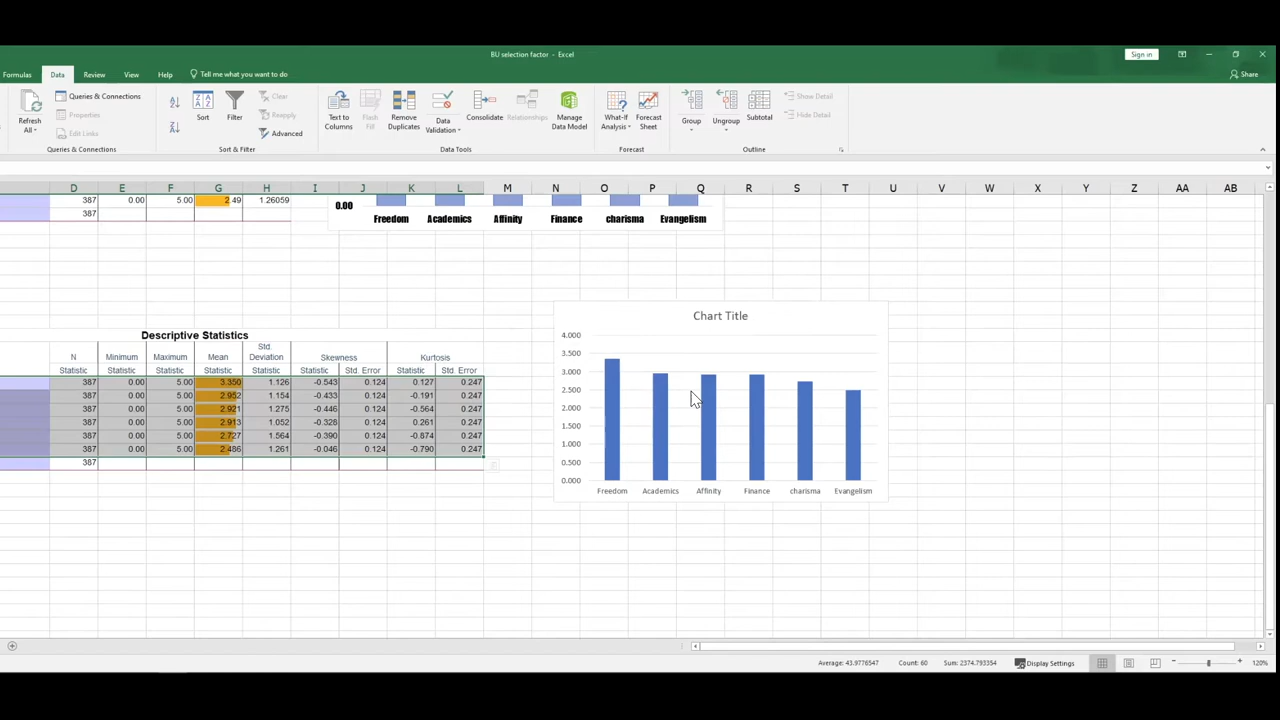 BU selection factor - Excel
Sign in
Formulas Data Review View Help Tell me what you want to do Share
Refresh All
Queries & Connections
Properties
Edit Links
Queries & Connections
Sort
Filter
Clear
Reapply
Advanced
Sort & Filter
Text to Columns
Flash Fill
Remove Duplicates
Data Validation
Consolidate
Relationships
Manage Data Model
Data Tools
What-If Analysis
Forecast Sheet
Forecast
Group
Ungroup
Subtotal
Show Detail
Hide Detail
Outline
D E F G H I J K L M N O P Q R S T U V W X Y Z AA AB
387 0.00 5.00 2.49 1.26059
387
0.00
Freedom Academics Affinity Finance charisma Evangelism
Descriptive Statistics
N Minimum Maximum Mean Std. Deviation Skewness Kurtosis
Statistic Statistic Statistic Statistic Statistic Statistic Std. Error Statistic Std. Error
387 0.00 5.00 3.350 1.126 -0.543 0.124 0.127 0.247
387 0.00 5.00 2.952 1.154 -0.433 0.124 -0.191 0.247
387 0.00 5.00 2.921 1.275 -0.446 0.124 -0.564 0.247
387 0.00 5.00 2.913 1.052 -0.328 0.124 0.261 0.247
387 0.00 5.00 2.727 1.564 -0.390 0.124 -0.874 0.247
387 0.00 5.00 2.486 1.261 -0.046 0.124 -0.790 0.247
387
Chart Title
4.000
3.500
3.000
2.500
2.000
1.500
1.000
0.500
0.000
Freedom Academics Affinity Finance charisma Evangelism
Average: 43.9776547 Count: 60 Sum: 2374.793354 Display Settings 120%